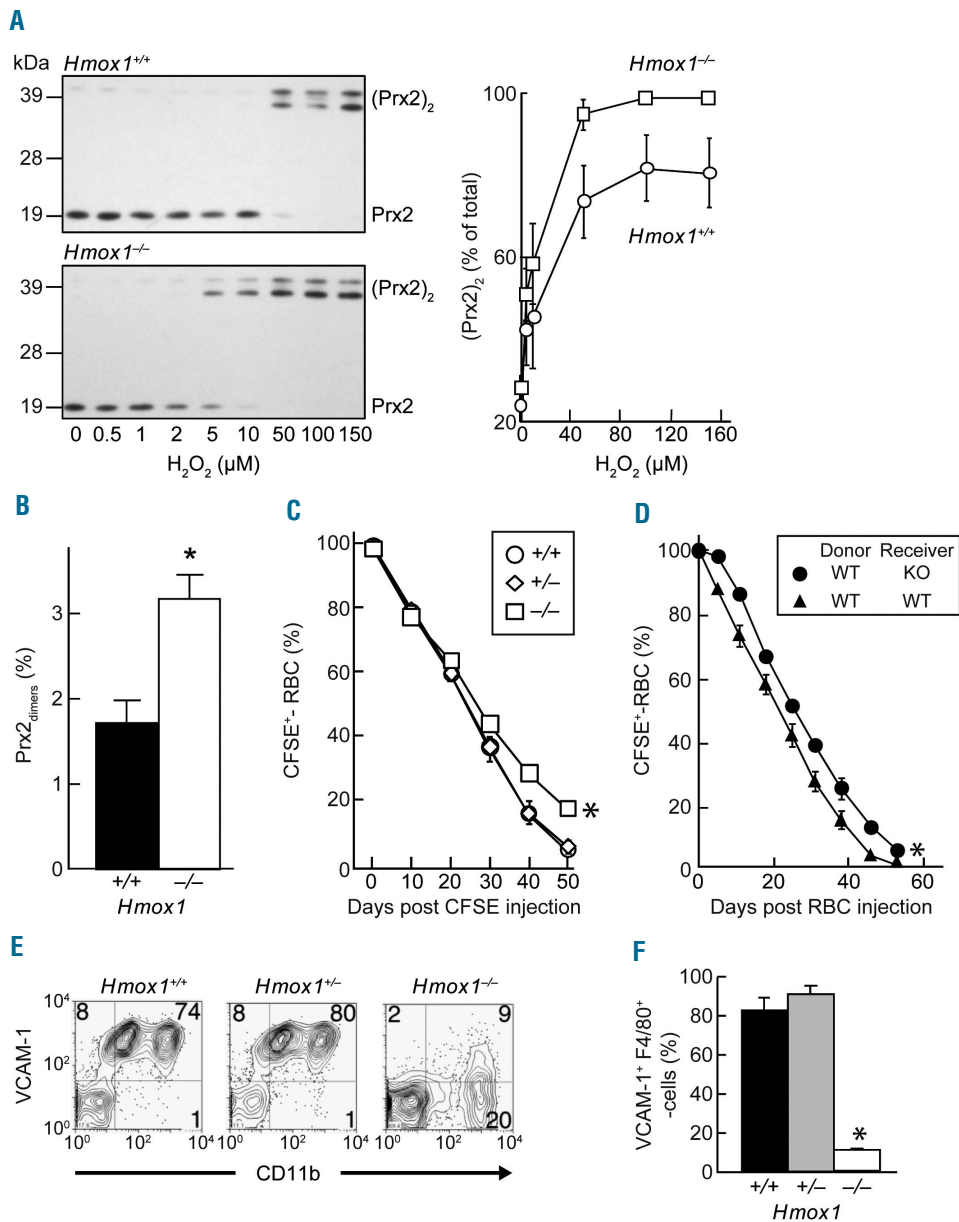 A
kDa
Hmox1+/+
39
(Prx2)2
28
19
Prx2
Hmox1–/–
39
(Prx2)2
28
19
Prx2
0 0.5 1 2 5 10 50 100 150
H2O2 (µM)
Hmox1–/–
100
60
20
(Prx2)2 (% of total)
Hmox1+/+
0 40 80 120 160
H2O2 (µM)
B
*
3
2
1
0
Prx2dimers (%)
+/+ –/–
Hmox1
C
100
80
60
40
20
0
CFSE+- RBC (%)
+/+
+/–
–/–
*
0 10 20 30 40 50
Days post CFSE injection
D
100
80
60
40
20
0
CFSE+-RBC (%)
Donor Receiver
WT KO
WT WT
*
0 20 40 60
Days post RBC injection
E
Hmox1+/+ Hmox1+/– Hmox1–/–
VCAM-1
104
102
100
8 74
1
8 80
1
2 9
20
100 102 104 100 102 104 100 102 104
CD11b
F
100
80
60
40
20
0
VCAM-1+ F4/80+
-cells (%)
*
+/+ +/– –/–
Hmox1